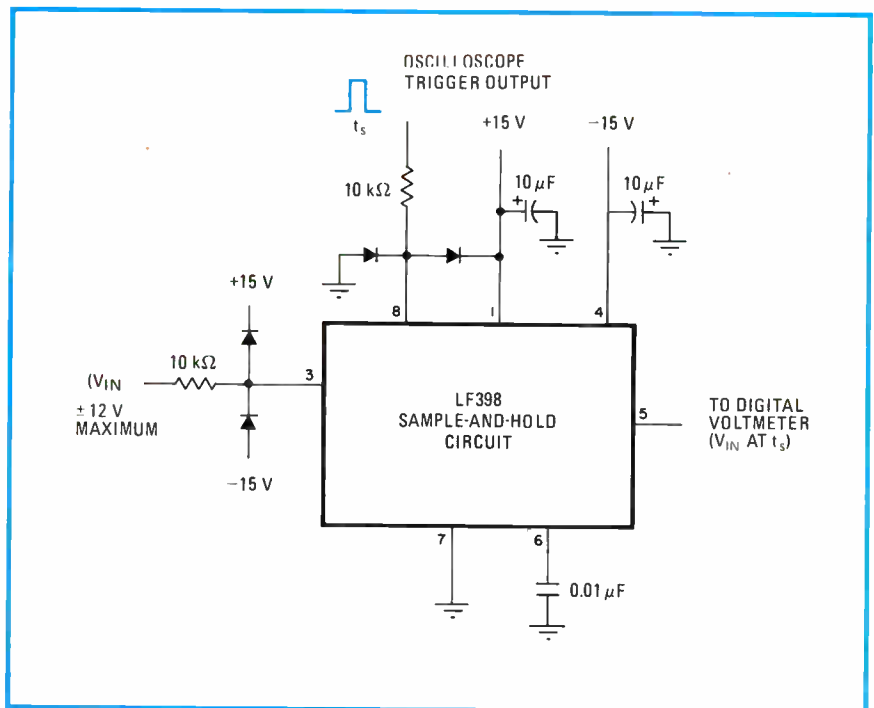 OSCILLOSCOPE
TRIGGER OUTPUT
ts
+15 V
−15 V
10 kΩ
10 μF
+
10 μF
+
+15 V
8
1
4
10 kΩ
3
(VIN
± 12 V
MAXIMUM
−15 V
LF398
SAMPLE-AND-HOLD
CIRCUIT
5
TO DIGITAL
VOLTMETER
(VIN AT ts)
7
6
0.01 μF